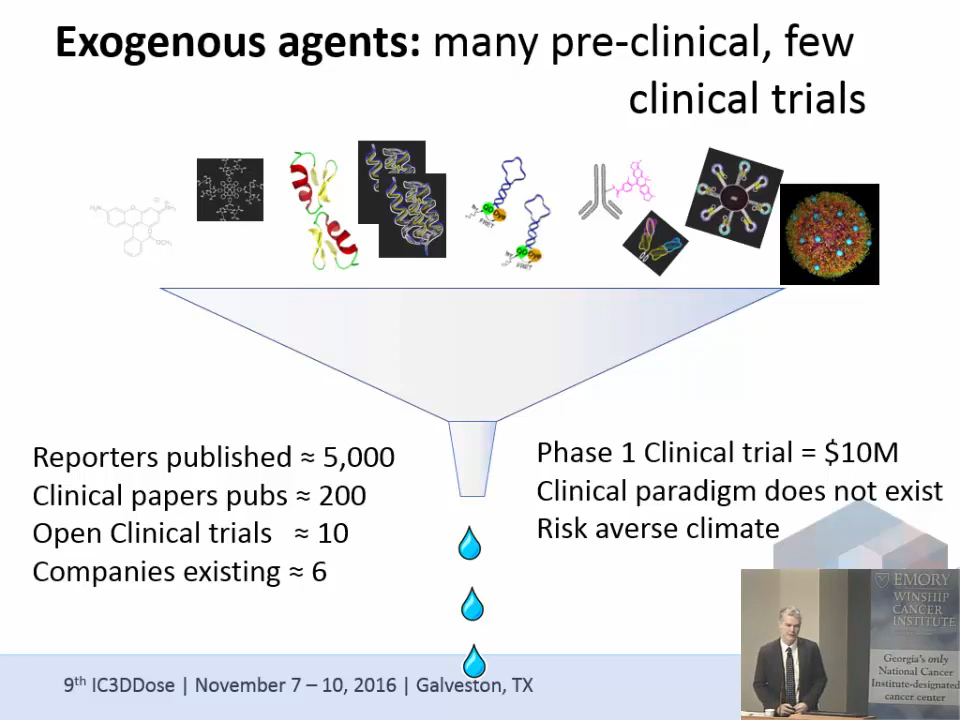 Exogenous agents: many pre-clinical, few
clinical trials
FRET
FRET
Reporters published ≈ 5,000
Clinical papers pubs ≈ 200
Open Clinical trials ≈ 10
Companies existing ≈ 6
Phase 1 Clinical trial = $10M
Clinical paradigm does not exist
Risk averse climate
EMORY
WINSHIP
CANCER
INSTITUTE
Georgia's only
National Cancer
Institute-designated
cancer center
9th IC3DDose | November 7 – 10, 2016 | Galveston, TX